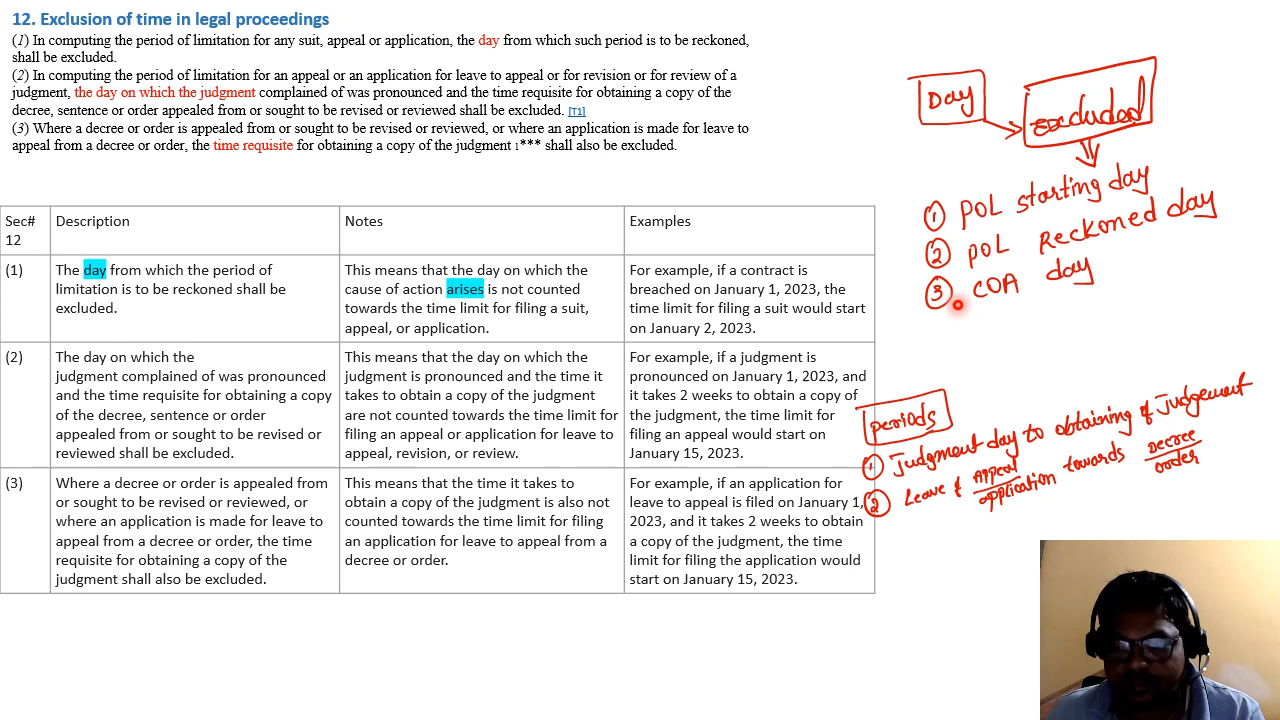 12. Exclusion of time in legal proceedings
(1) In computing the period of limitation for any suit, appeal or application, the day from which such period is to be reckoned,
shall be excluded.
(2) In computing the period of limitation for an appeal or an application for leave to appeal or for revision or for review of a
judgment, the day on which the judgment complained of was pronounced and the time requisite for obtaining a copy of the
decree, sentence or order appealed from or sought to be revised or reviewed shall be excluded. [T1]
(3) Where a decree or order is appealed from or sought to be revised or reviewed, or where an application is made for leave to
appeal from a decree or order, the time requisite for obtaining a copy of the judgment 1*** shall also be excluded.
Sec#
12
Description
Notes
Examples
(1)
The day from which the period of
limitation is to be reckoned shall be
excluded.
This means that the day on which the
cause of action arises is not counted
towards the time limit for filing a suit,
appeal, or application.
For example, if a contract is
breached on January 1, 2023, the
time limit for filing a suit would start
on January 2, 2023.
(2)
The day on which the
judgment complained of was pronounced
and the time requisite for obtaining a copy
of the decree, sentence or order
appealed from or sought to be revised or
reviewed shall be excluded.
This means that the day on which the
judgment is pronounced and the time it
takes to obtain a copy of the judgment
are not counted towards the time limit for
filing an appeal or application for leave to
appeal, revision, or review.
For example, if a judgment is
pronounced on January 1, 2023, and
it takes 2 weeks to obtain a copy of
the judgment, the time limit for
filing an appeal would start on
January 15, 2023.
(3)
Where a decree or order is appealed from
or sought to be revised or reviewed, or
where an application is made for leave to
appeal from a decree or order, the time
requisite for obtaining a copy of the
judgment shall also be excluded.
This means that the time it takes to
obtain a copy of the judgment is also not
counted towards the time limit for filing
an application for leave to appeal from a
decree or order.
For example, if an application for
leave to appeal is filed on January 1,
2023, and it takes 2 weeks to obtain
a copy of the judgment, the time
limit for filing the application would
start on January 15, 2023.
Day
excluded
① POL starting day
② POL Reckoned day
③ COA day
periods
① Judgment day to obtaining of Judgement
② Leave & Appeal
application towards Decree
order